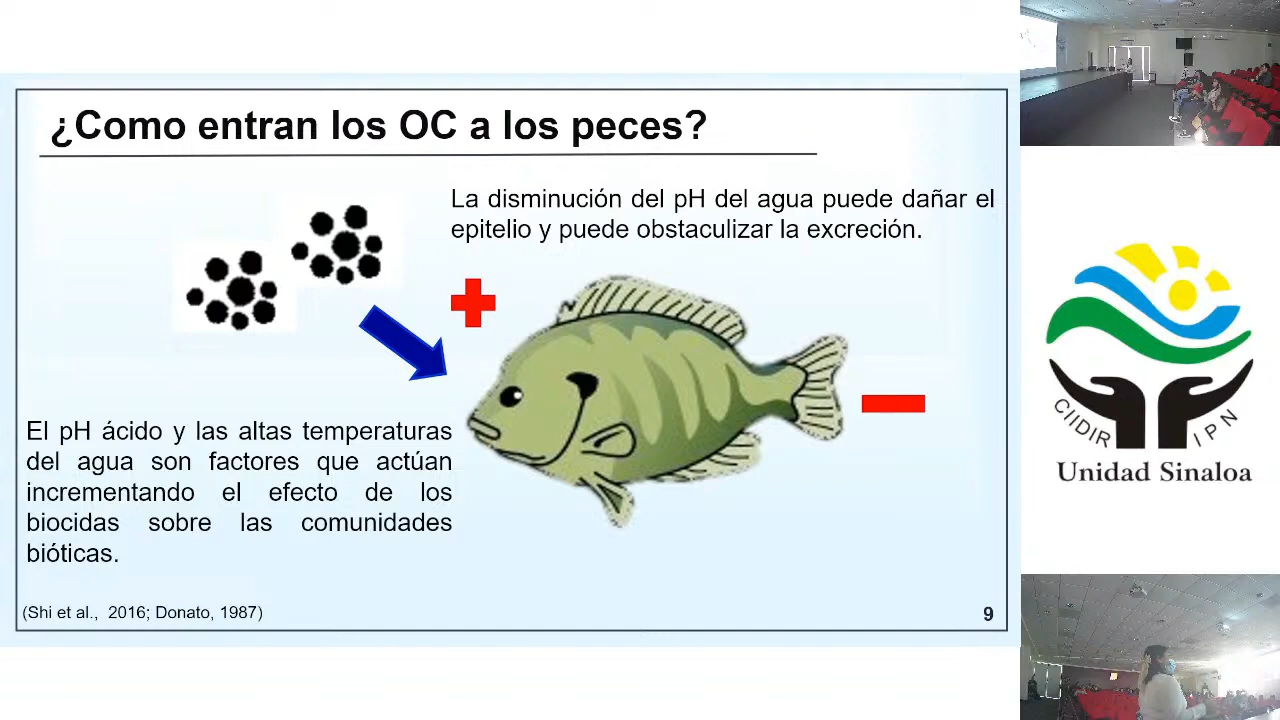 ¿Como entran los OC a los peces?
La disminución del pH del agua puede dañar el
epitelio y puede obstaculizar la excreción.
El pH ácido y las altas temperaturas
del agua son factores que actúan
incrementando el efecto de los
biocidas sobre las comunidades
bióticas.
(Shi et al., 2016; Donato, 1987)
9
CIIDIR IPN
Unidad Sinaloa